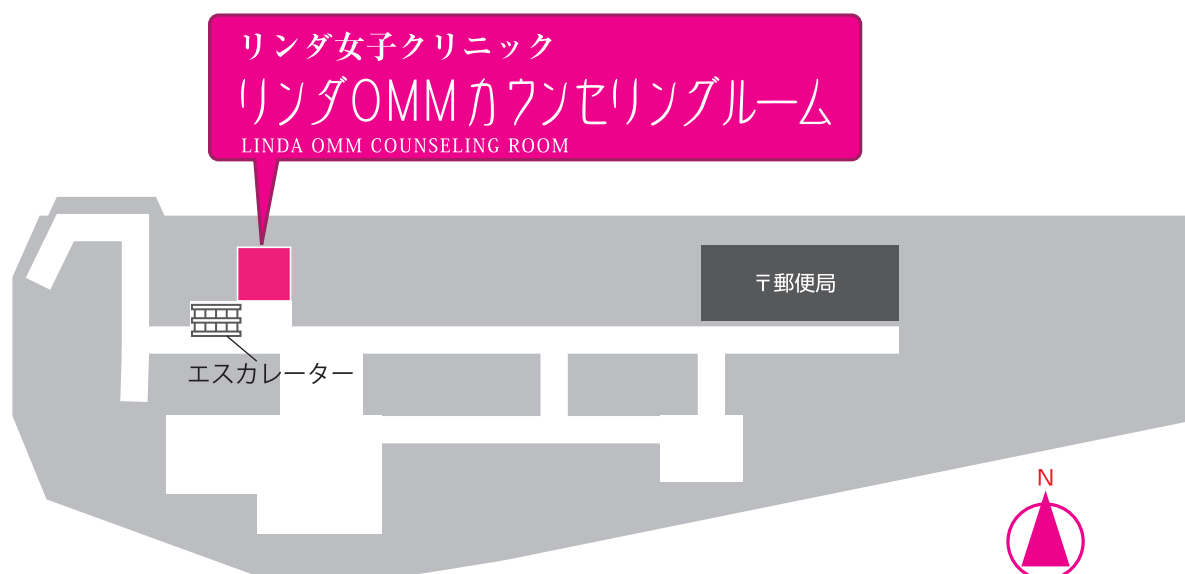 リンダ女子クリニック
リンダOMMカウンセリングルーム
LINDA OMM COUNSELING ROOM
〒郵便局
エスカレーター
N